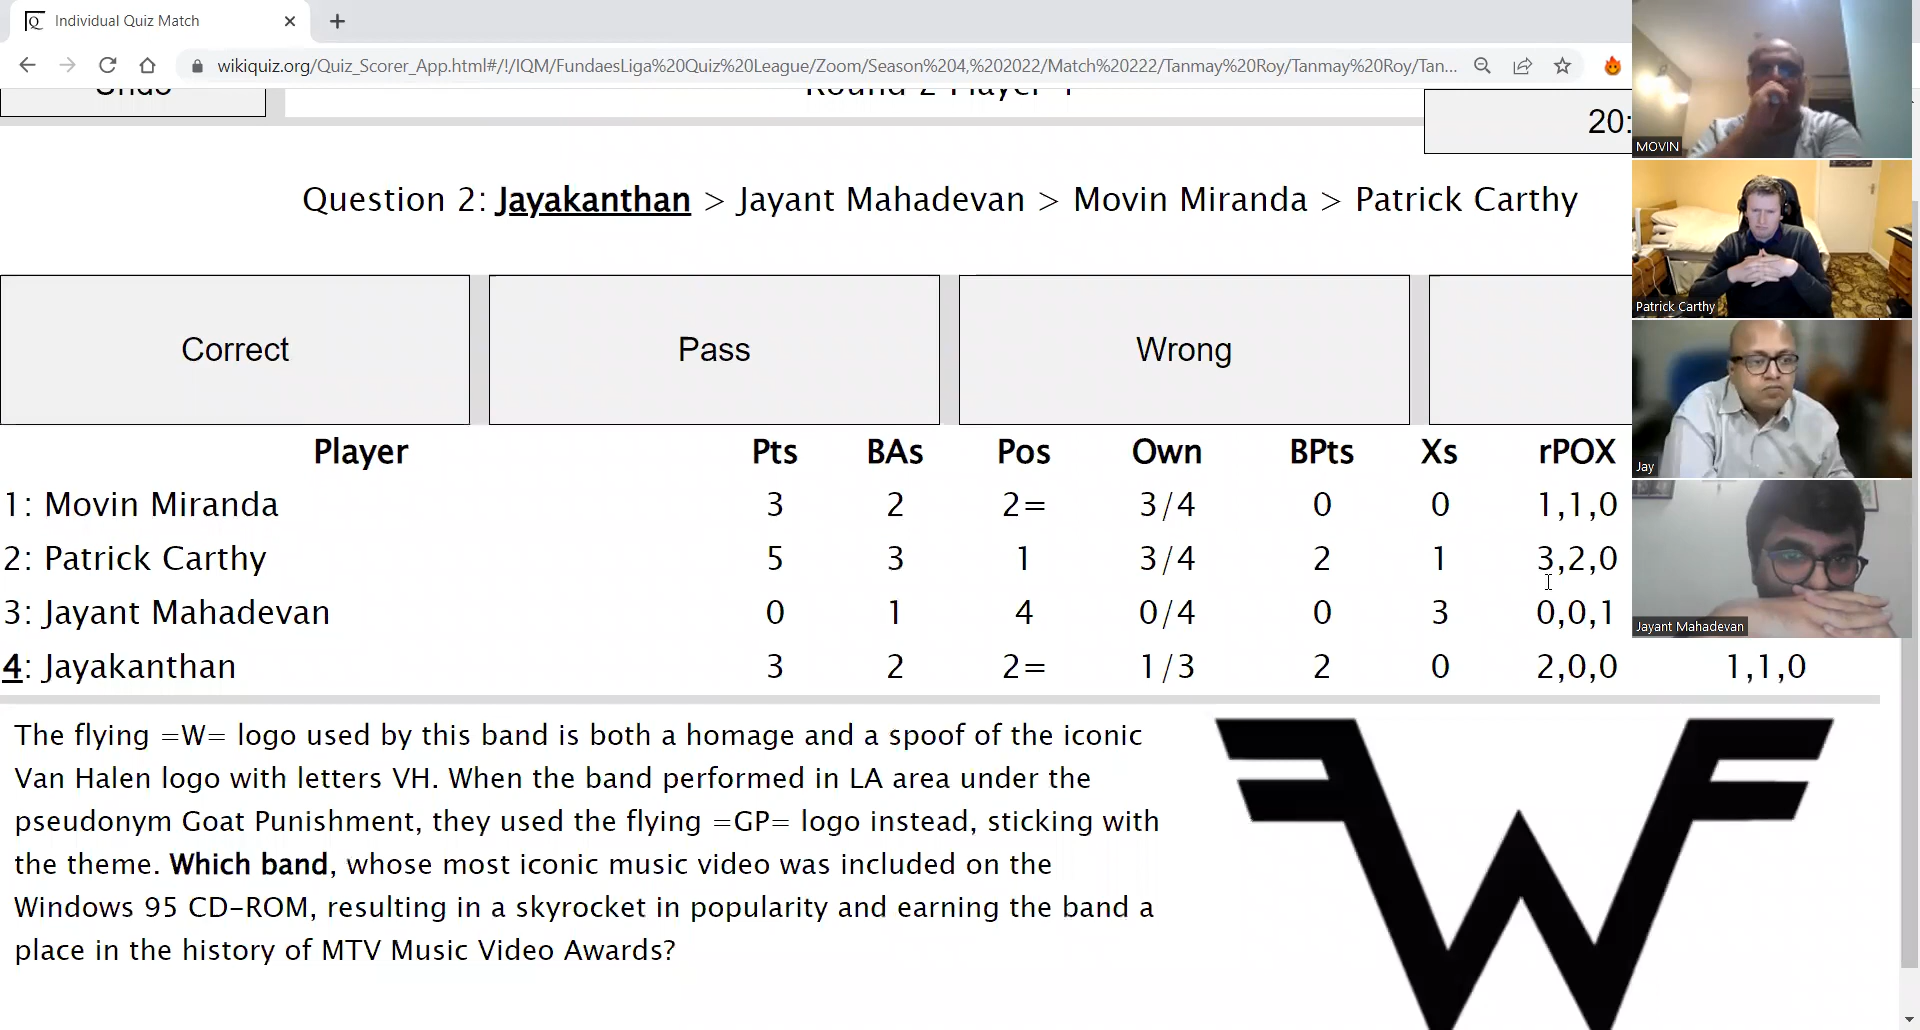 Individual Quiz Match
wikiquiz.org/Quiz_Scorer_App.html#/!/IQM/FundaesLiga%20Quiz%20League/Zoom/Season%204,%202022/Match%20222/Tanmay%20Roy/Tanmay%20Roy/Tan...
Undo
Round 2 Player
20:
Question 2: Jayakanthan > Jayant Mahadevan > Movin Miranda > Patrick Carthy
Correct Pass Wrong
Player Pts BAs Pos Own BPts Xs rPOX
1: Movin Miranda 3 2 2= 3/4 0 0 1,1,0
2: Patrick Carthy 5 3 1 3/4 2 1 3,2,0
3: Jayant Mahadevan 0 1 4 0/4 0 3 0,0,1
4: Jayakanthan 3 2 2= 1/3 2 0 2,0,0 1,1,0
The flying =W= logo used by this band is both a homage and a spoof of the iconic
Van Halen logo with letters VH. When the band performed in LA area under the
pseudonym Goat Punishment, they used the flying =GP= logo instead, sticking with
the theme. Which band, whose most iconic music video was included on the
Windows 95 CD-ROM, resulting in a skyrocket in popularity and earning the band a
place in the history of MTV Music Video Awards?
MOVIN
Patrick Carthy
Jay
Jayant Mahadevan